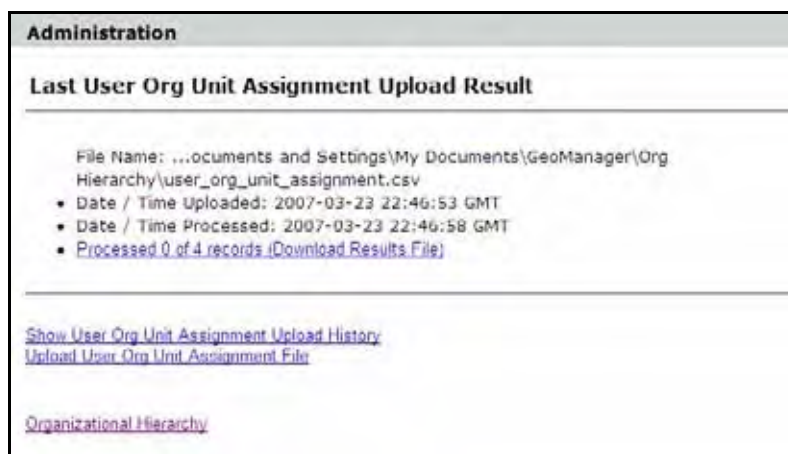 Administration
Last User Org Unit Assignment Upload Result
File Name: ...ocuments and Settings\My Documents\GeoManager\Org
Hierarchy\user_org_unit_assignment.csv
• Date / Time Uploaded: 2007-03-23 22:46:53 GMT
• Date / Time Processed: 2007-03-23 22:46:58 GMT
• Processed 0 of 4 records (Download Results File)
Show User Org Unit Assignment Upload History
Upload User Org Unit Assignment File
Organizational Hierarchy